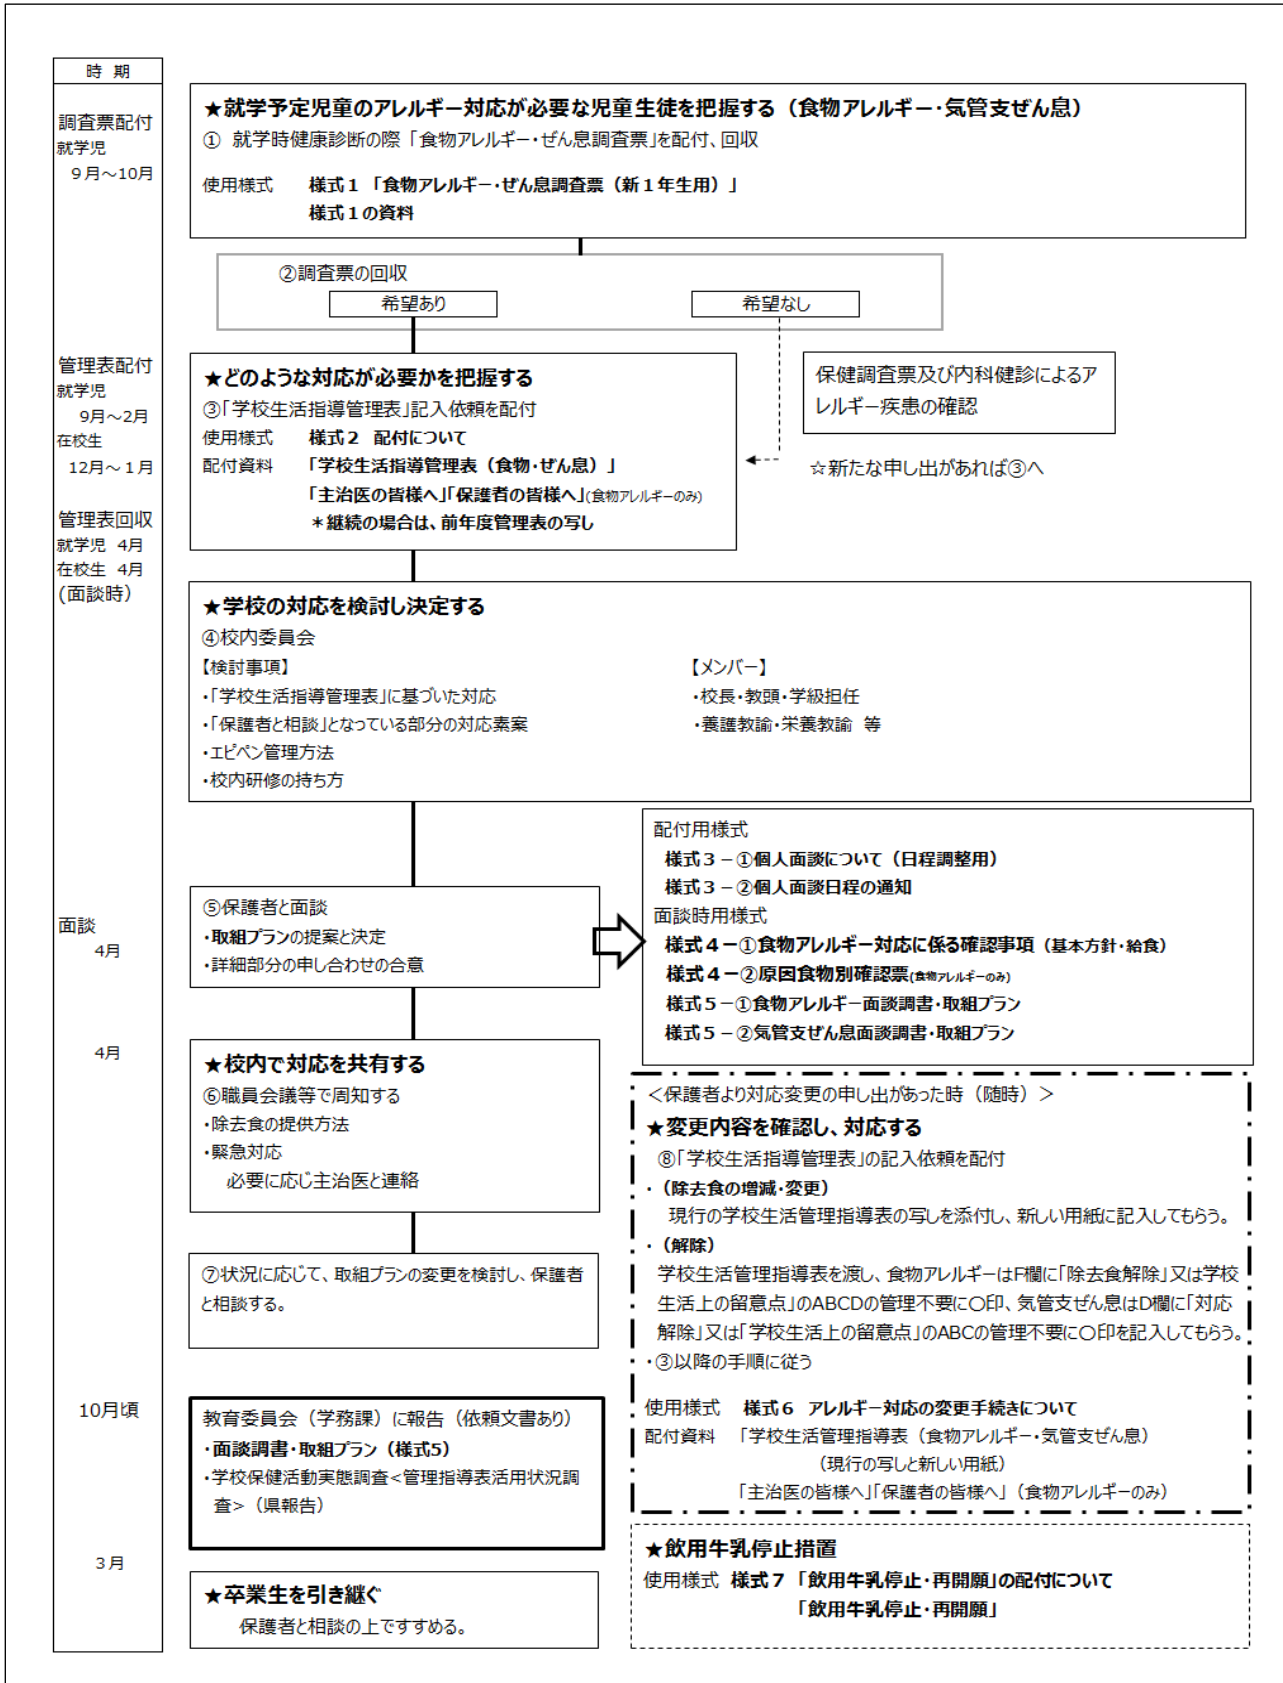 時 期
調査票配付
就学児
9月～10月
★就学予定児童のアレルギー対応が必要な児童生徒を把握する（食物アレルギー・気管支ぜん息）
① 就学時健康診断の際「食物アレルギー・ぜん息調査票」を配付、回収
使用様式 様式１「食物アレルギー・ぜん息調査票（新１年生用）」
様式１の資料
②調査票の回収
希望あり
希望なし
管理表配付
就学児
9月～2月
在校生
12月～１月
★どのような対応が必要かを把握する
③「学校生活指導管理表」記入依頼を配付
使用様式 様式２ 配付について
配付資料 「学校生活指導管理表（食物・ぜん息）」
「主治医の皆様へ」「保護者の皆様へ」(食物アレルギーのみ)
＊継続の場合は、前年度管理表の写し
保健調査票及び内科健診によるア
レルギー疾患の確認
☆新たな申し出があれば③へ
管理表回収
就学児 4月
在校生 4月
(面談時)
★学校の対応を検討し決定する
④校内委員会
【検討事項】
・「学校生活指導管理表」に基づいた対応
・「保護者と相談」となっている部分の対応素案
・エピペン管理方法
・校内研修の持ち方
【メンバー】
・校長・教頭・学級担任
・養護教諭・栄養教諭 等
面談
4月
⑤保護者と面談
・取組プランの提案と決定
・詳細部分の申し合わせの合意
配付用様式
様式３－①個人面談について（日程調整用）
様式３－②個人面談日程の通知
面談時用様式
様式４－①食物アレルギー対応に係る確認事項（基本方針・給食）
様式４－②原因食物別確認票(食物アレルギーのみ)
様式５－①食物アレルギー面談調書・取組プラン
様式５－②気管支ぜん息面談調書・取組プラン
4月
★校内で対応を共有する
⑥職員会議等で周知する
・除去食の提供方法
・緊急対応
必要に応じ主治医と連絡
⑦状況に応じて、取組プランの変更を検討し、保護者
と相談する。
＜保護者より対応変更の申し出があった時（随時）＞
★変更内容を確認し、対応する
⑧「学校生活指導管理表」の記入依頼を配付
・（除去食の増減・変更）
現行の学校生活管理指導表の写しを添付し、新しい用紙に記入してもらう。
・（解除）
学校生活管理指導表を渡し、食物アレルギーはF欄に「除去食解除」又は学校
生活上の留意点」のABCDの管理不要に〇印、気管支ぜん息はD欄に「対応
解除」又は「学校生活上の留意点」のABCの管理不要に〇印を記入してもらう。
・③以降の手順に従う
使用様式 様式６ アレルギー対応の変更手続きについて
配付資料 「学校生活管理指導表（食物アレルギー・気管支ぜん息）
（現行の写しと新しい用紙）
「主治医の皆様へ」「保護者の皆様へ」（食物アレルギーのみ）
10月頃
教育委員会（学務課）に報告（依頼文書あり）
・面談調書・取組プラン（様式5）
・学校保健活動実態調査＜管理指導表活用状況調
査＞（県報告）
3月
★卒業生を引き継ぐ
保護者と相談の上ですすめる。
★飲用牛乳停止措置
使用様式 様式７「飲用牛乳停止・再開願」の配付について
「飲用牛乳停止・再開願」